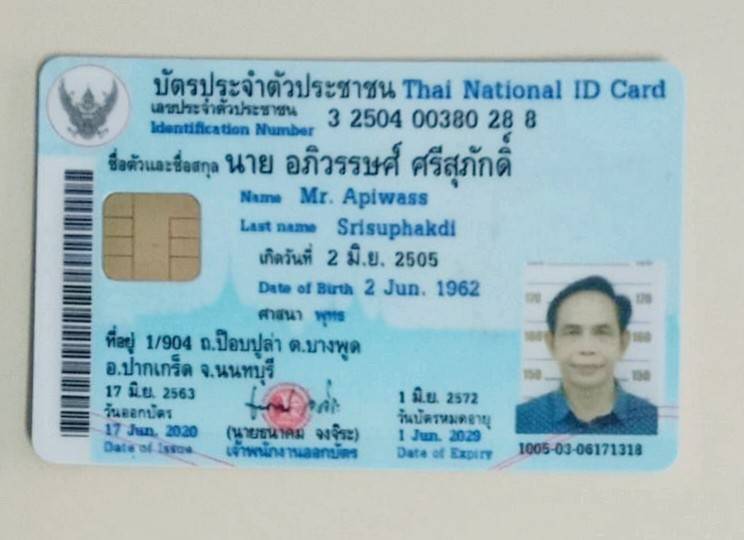 บัตรประจำตัวประชาชน Thai National ID Card
เลขประจำตัวประชาชน
Identification Number 3 2504 00380 28 8
ชื่อตัวและชื่อสกุล นาย อภิวรรษศ์ ศรีสุภักดิ์
Name Mr. Apiwass
Last name Srisuphakdi
เกิดวันที่ 2 มิ.ย. 2505
Date of Birth 2 Jun. 1962
ศาสนา พุทธ
ที่อยู่ 1/904 ถ.ป๊อบปูล่า ต.บางพูด
อ.ปากเกร็ด จ.นนทบุรี
17 มิ.ย. 2563
วันออกบัตร
17 Jun. 2020
Date of Issue
(นายธนาคม จงจิระ)
เจ้าพนักงานออกบัตร
1 มิ.ย. 2572
วันบัตรหมดอายุ
1 Jun. 2029
Date of Expiry
170 170
160 160
150 150
1005-03-06171318